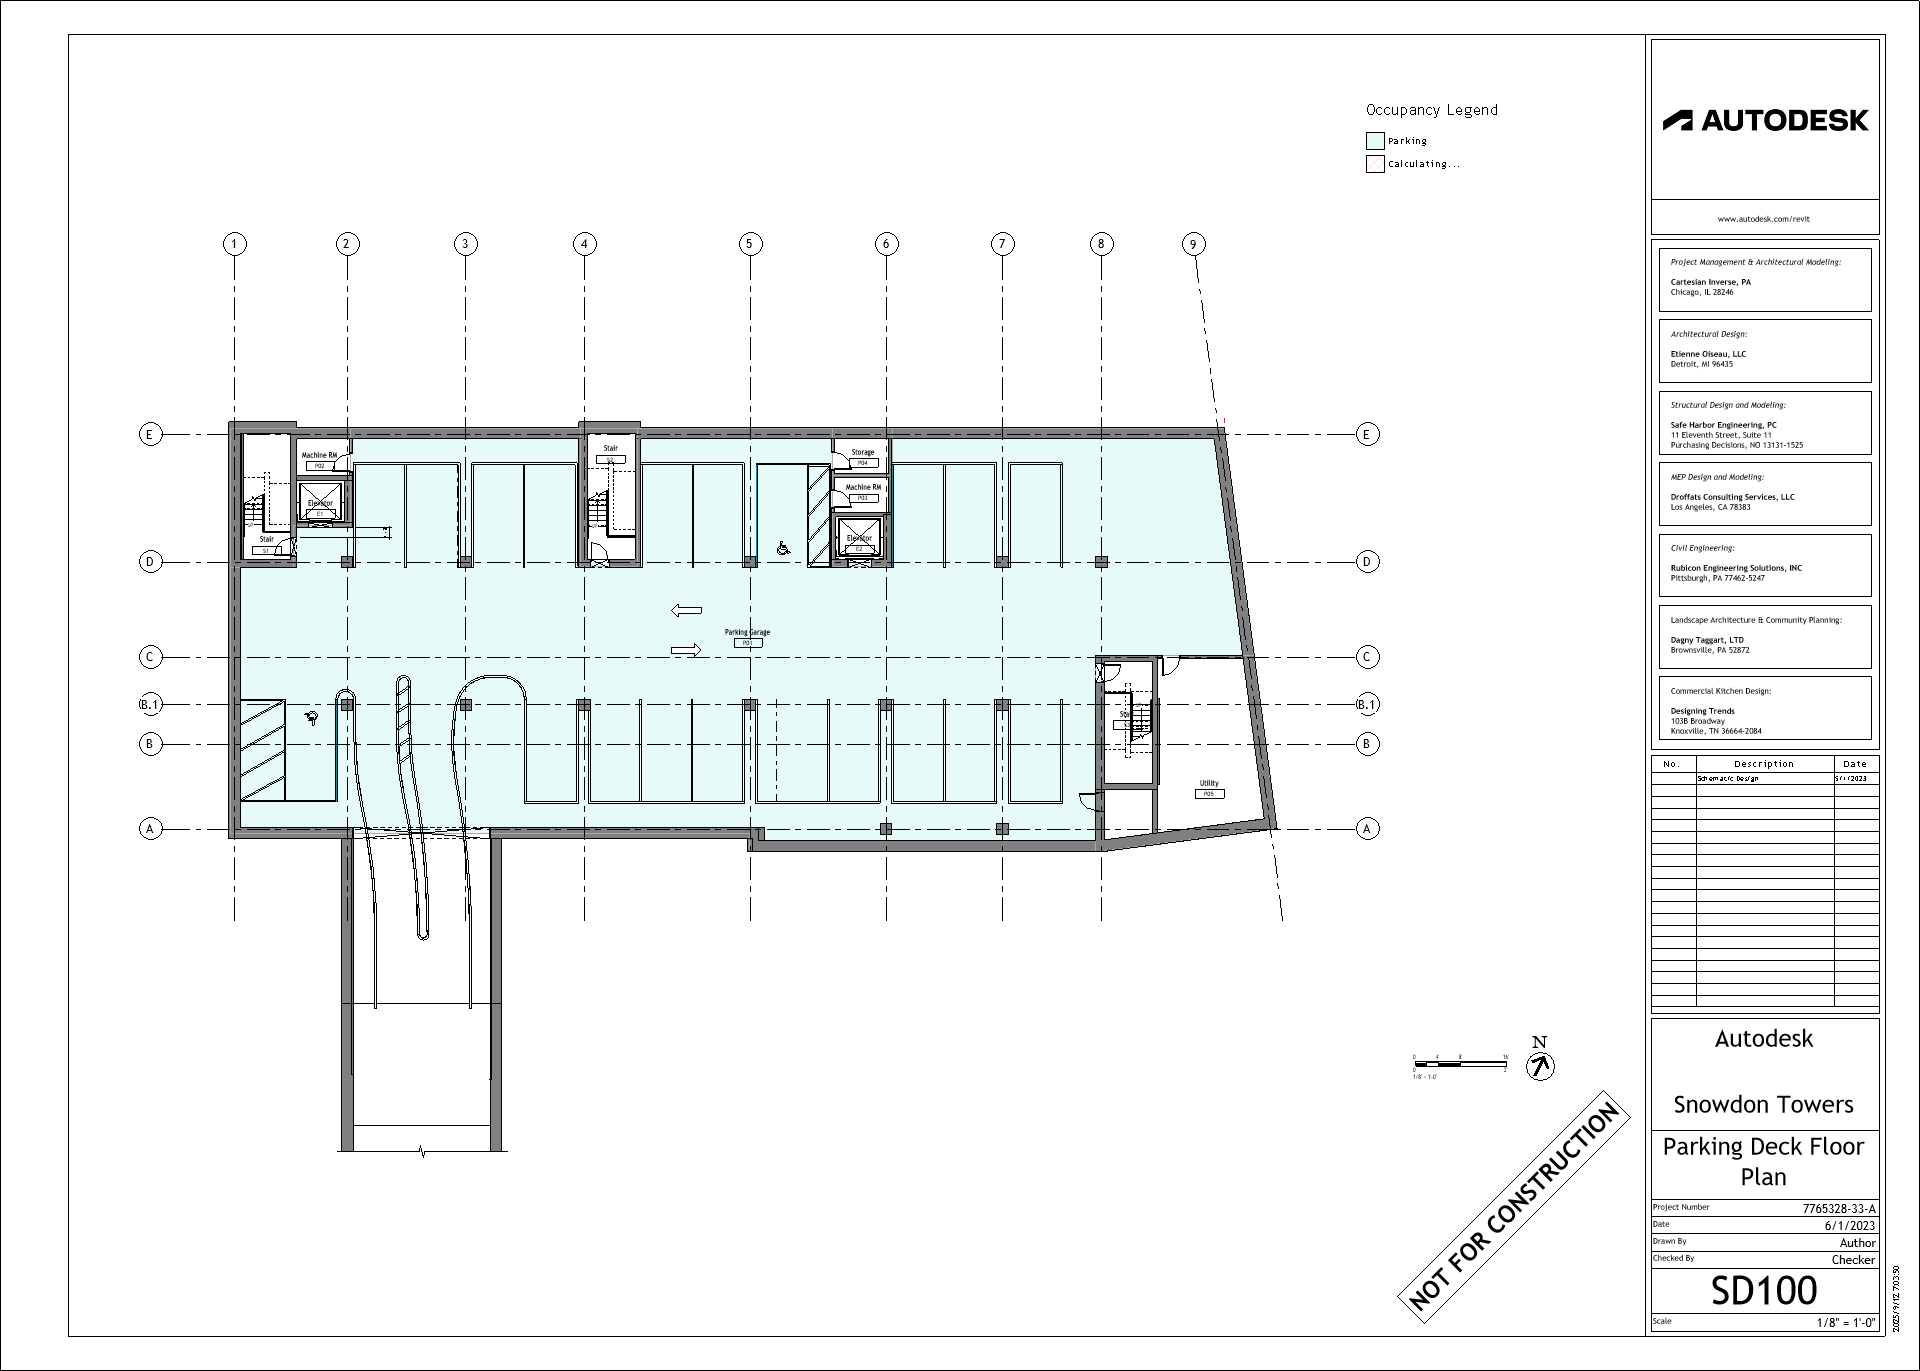 Occupancy Legend
Parking
Calculating...
1
2
3
4
5
6
7
8
9
E
E
Machine RM
P02
Stair
S2
Storage
P04
Machine RM
P03
Elevator
E1
Elevator
E2
Stair
S1
D
D
Parking Garage
P01
C
C
B.1
B.1
B
B
Utility
P05
A
A
0 4 8 16
1/8" = 1'-0"
N
NOT FOR CONSTRUCTION
AUTODESK
www.autodesk.com/revit
Project Management & Architectural Modeling:
Cartesian Inverse, PA
Chicago, IL 28246
Architectural Design:
Etienne Oiseau, LLC
Detroit, MI 96435
Structural Design and Modeling:
Safe Harbor Engineering, PC
11 Eleventh Street, Suite 11
Purchasing Decisions, NO 13131-1525
MEP Design and Modeling:
Droffats Consulting Services, LLC
Los Angeles, CA 78383
Civil Engineering:
Rubicon Engineering Solutions, INC
Pittsburgh, PA 77462-5247
Landscape Architecture & Community Planning:
Dagny Taggart, LTD
Brownsville, PA 52872
Commercial Kitchen Design:
Designing Trends
103B Broadway
Knoxville, TN 36664-2084
No. Description Date
Schematic Design 5/1/2023
Autodesk
Snowdon Towers
Parking Deck Floor
Plan
Project Number 7765328-33-A
Date 6/1/2023
Drawn By Author
Checked By Checker
SD100
Scale 1/8" = 1'-0"
2025/9/12 7:03:50